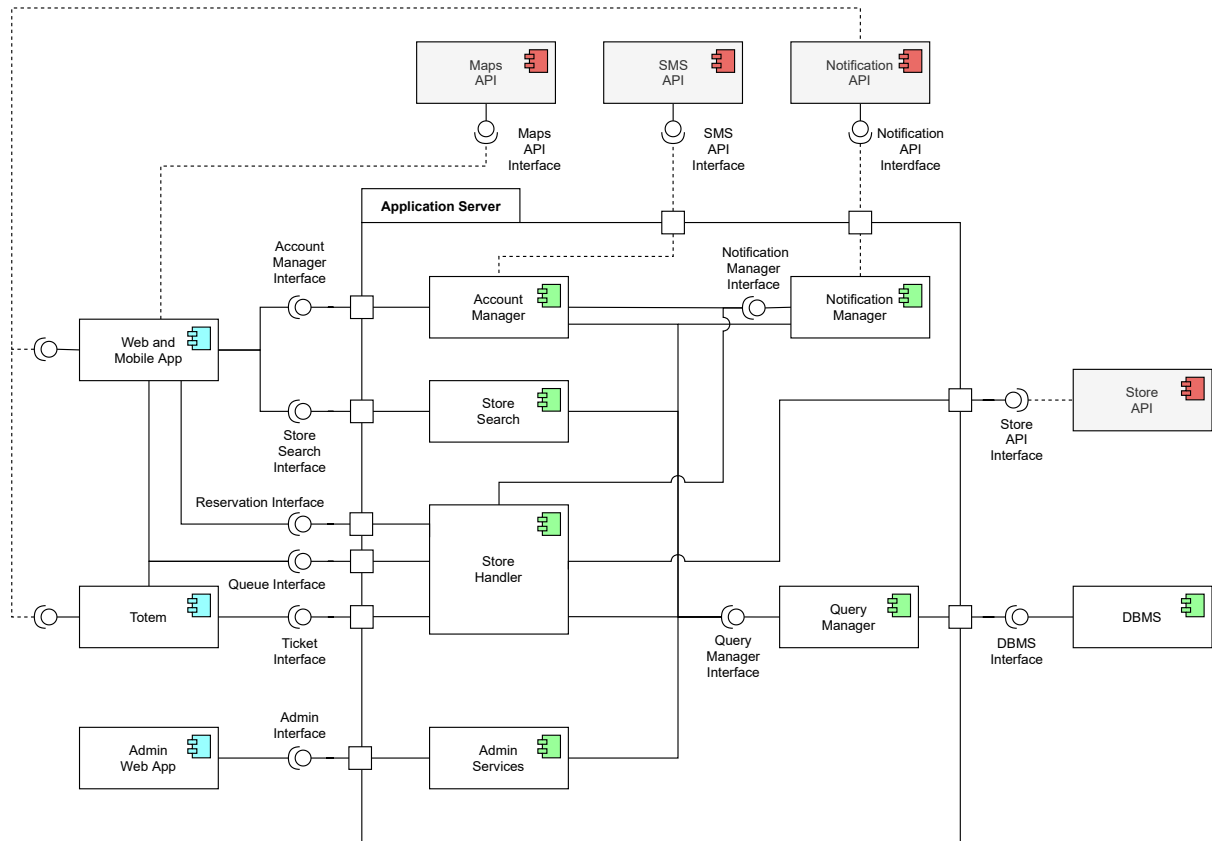 Maps
API
SMS
API
Notification
API
Maps
API
Interface
SMS
API
Interface
Notification
API
Interdface
Application Server
Account
Manager
Interface
Notification
Manager
Interface
Account
Manager
Notification
Manager
Web and
Mobile App
Store
Search
Store
API
Store
Search
Interface
Store
API
Interface
Reservation Interface
Store
Handler
Queue Interface
Totem
Ticket
Interface
Query
Manager
Interface
Query
Manager
DBMS
Interface
DBMS
Admin
Interface
Admin
Web App
Admin
Services